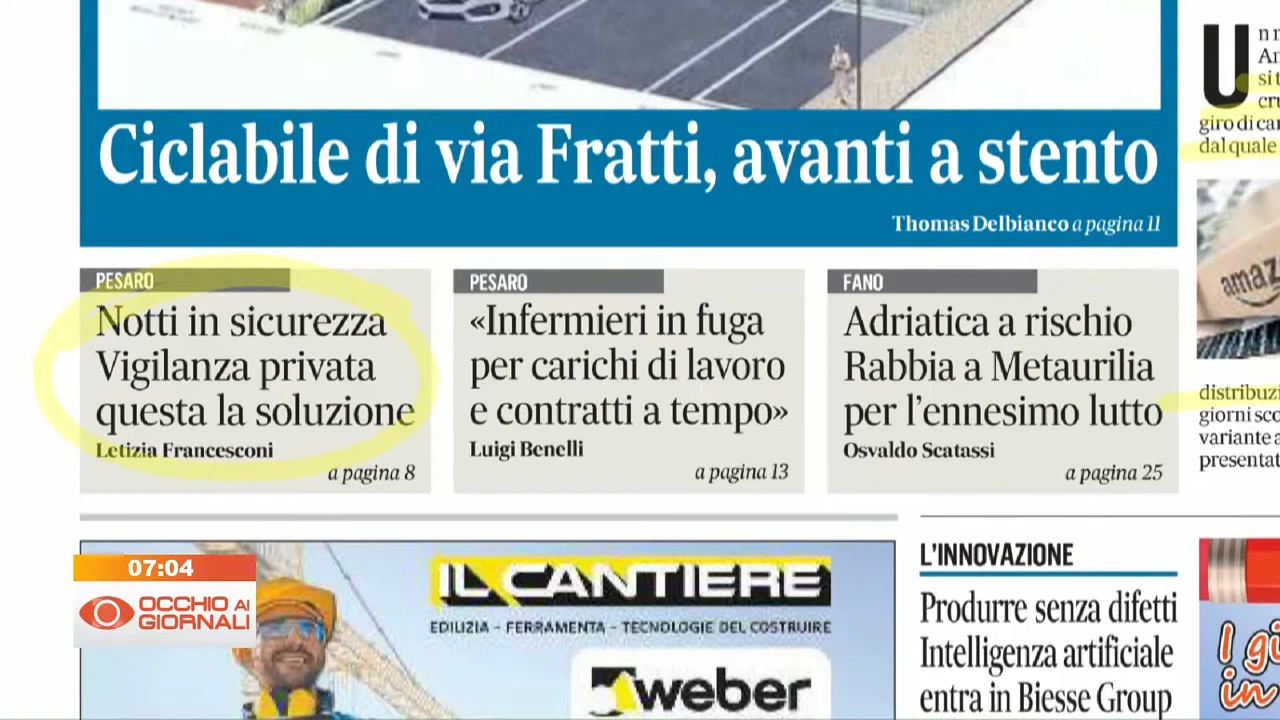 Ciclabile di via Fratti, avanti a stento
Thomas Delbianco a pagina 11
PESARO
Notti in sicurezza
Vigilanza privata
questa la soluzione
Letizia Francesconi
a pagina 8
PESARO
«Infermieri in fuga
per carichi di lavoro
e contratti a tempo»
Luigi Benelli
a pagina 13
FANO
Adriatica a rischio
Rabbia a Metaurilia
per l'ennesimo lutto
Osvaldo Scatassi
a pagina 25
U
giro di
dal quale
distribuzi
giorni sco
variante a
presentat
07:04
OCCHIO AI
GIORNALI
IL CANTIERE
EDILIZIA - FERRAMENTA - TECNOLOGIE DEL COSTRUIRE
weber
L'INNOVAZIONE
Produrre senza difetti
Intelligenza artificiale
entra in Biesse Group
I gi
in